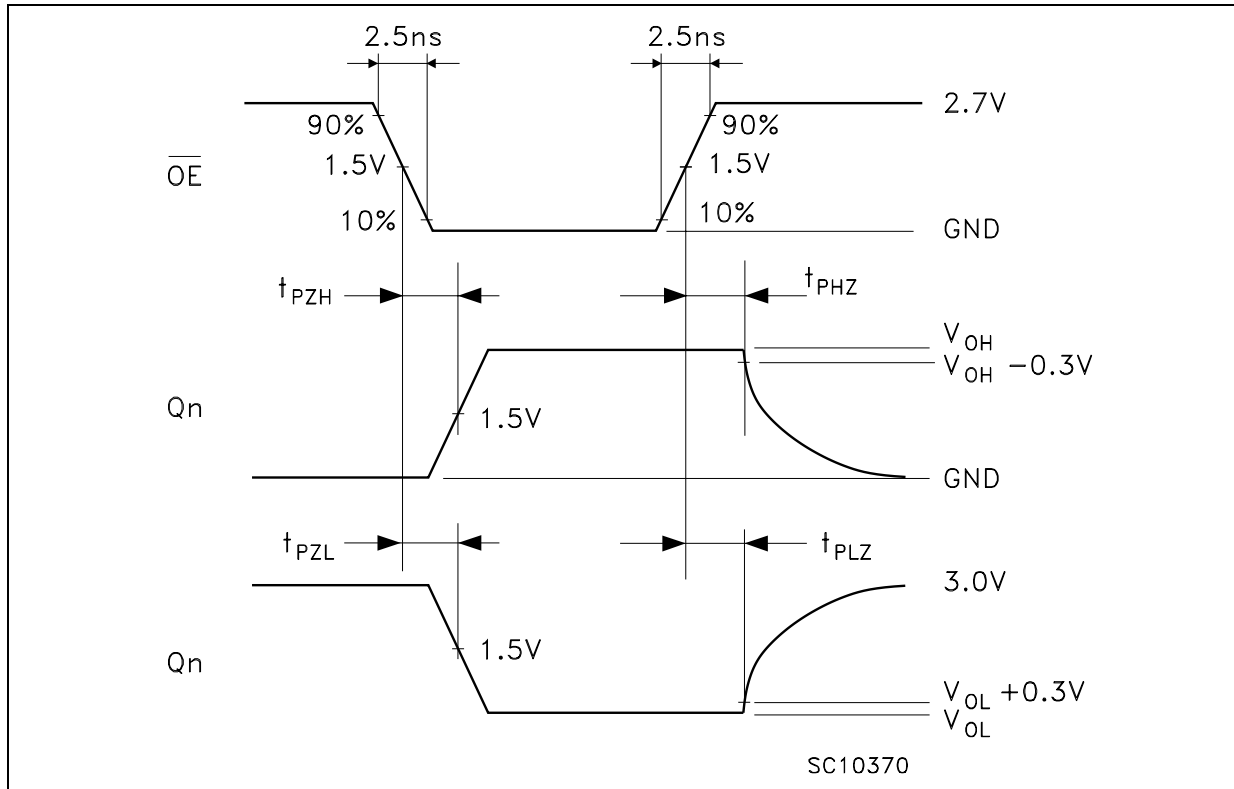 2.5ns 2.5ns
2.7V
90% 90%
1.5V 1.5V
OE
10% 10%
GND
tPZH tPHZ
VOH
VOH -0.3V
Qn
1.5V
GND
tPZL tPLZ
3.0V
1.5V
Qn
VOL +0.3V
VOL
SC10370